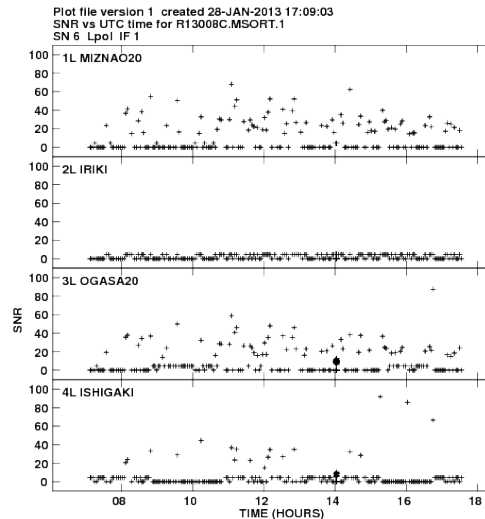 Plot file version 1 created 28-JAN-2013 17:09:03
SNR vs UTC time for R13008C.MSORT.1
SN 6 Lpol IF 1
100
1L MIZNAO20
80
60
40
20
0
100
2L IRIKI
80
60
40
20
0
100
3L OGASA20
80
60
40
20
0
SNR
100
4L ISHIGAKI
80
60
40
20
0
08 10 12 14 16 18
TIME (HOURS)